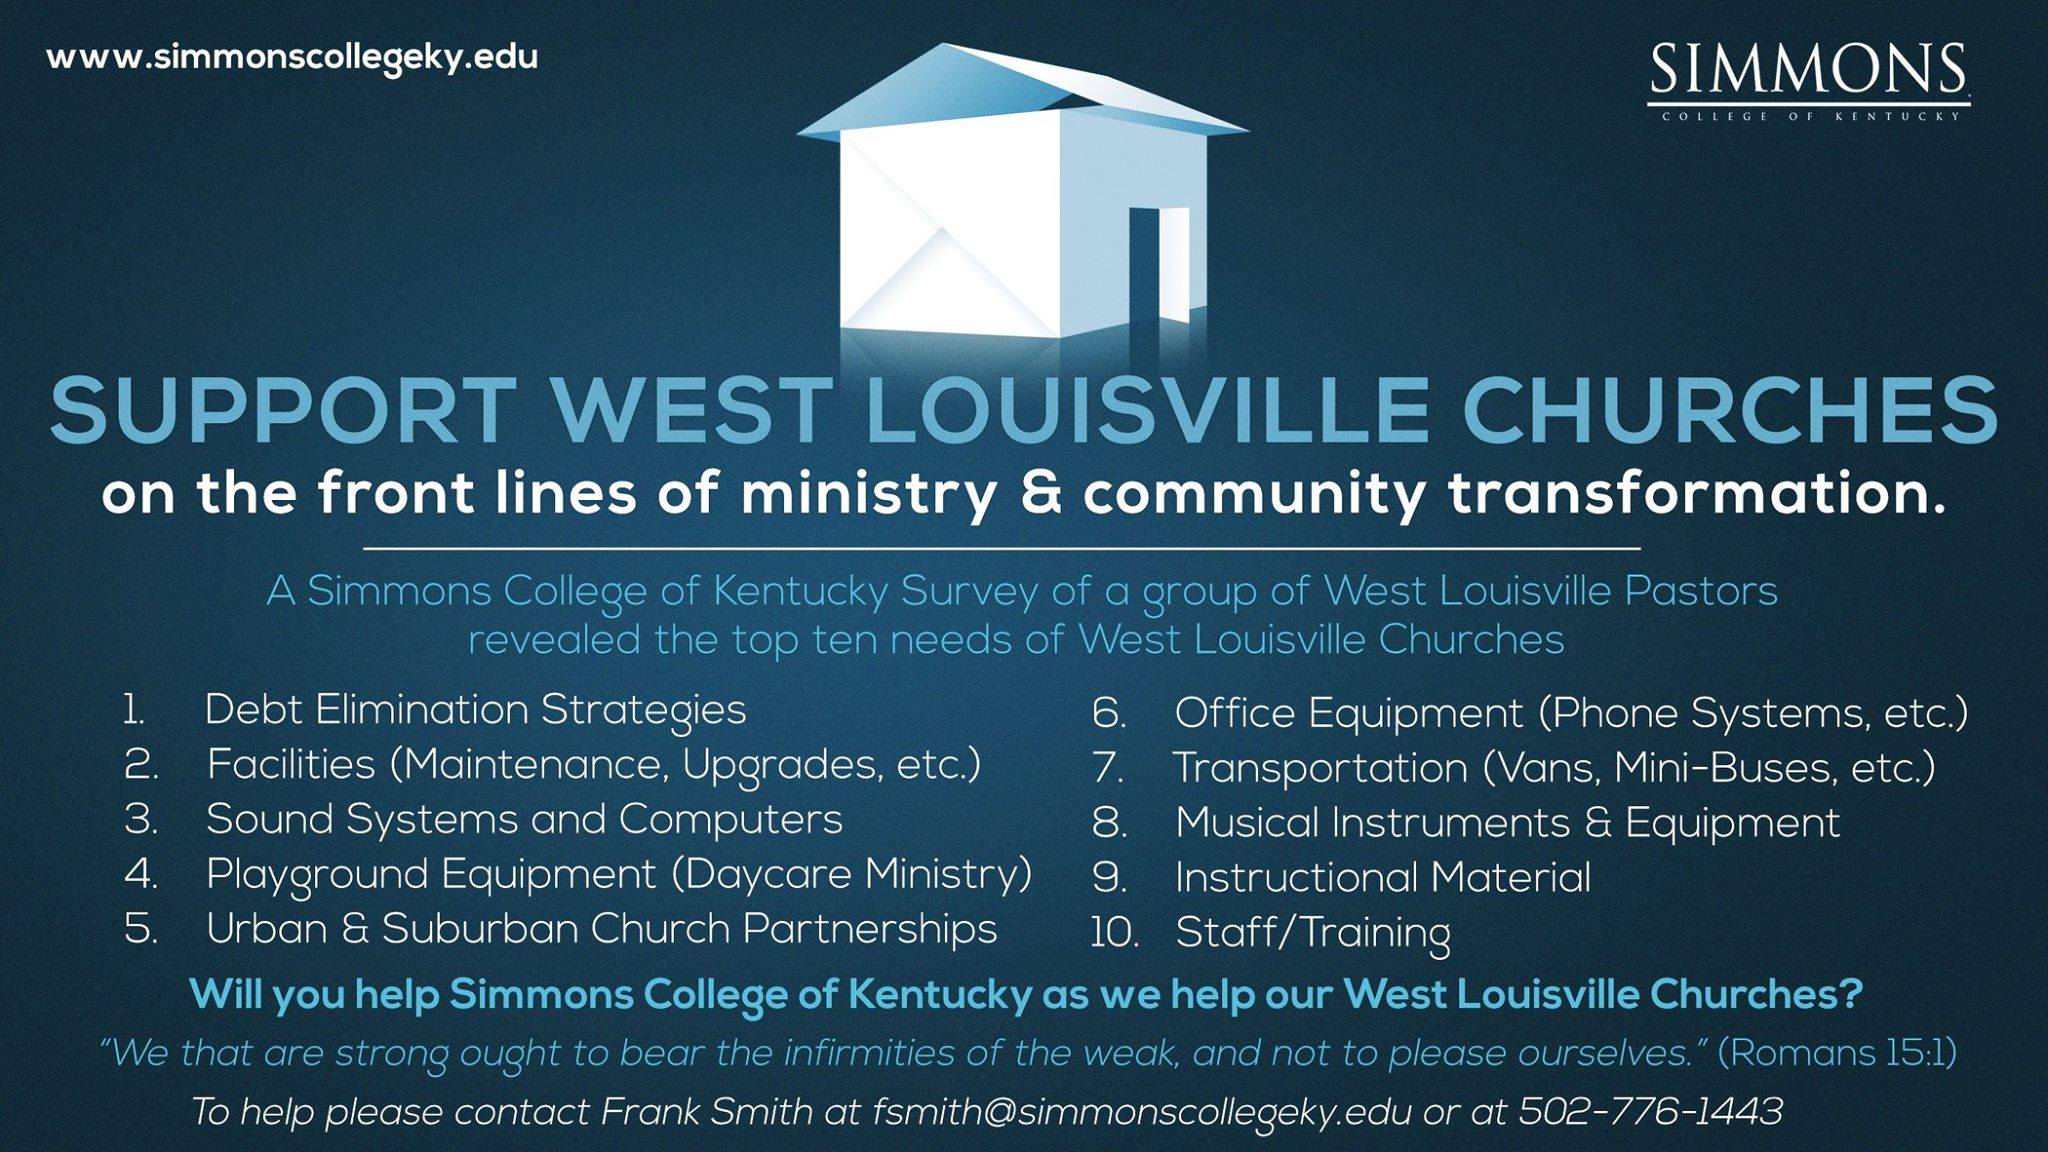 www.simmonscollegeky.edu
SIMMONS
COLLEGE OF KENTUCKY
SUPPORT WEST LOUISVILLE CHURCHES
on the front lines of ministry & community transformation.
A Simmons College of Kentucky Survey of a group of West Louisville Pastors
revealed the top ten needs of West Louisville Churches
1. Debt Elimination Strategies
2. Facilities (Maintenance, Upgrades, etc.)
3. Sound Systems and Computers
4. Playground Equipment (Daycare Ministry)
5. Urban & Suburban Church Partnerships
6. Office Equipment (Phone Systems, etc.)
7. Transportation (Vans, Mini-Buses, etc.)
8. Musical Instruments & Equipment
9. Instructional Material
10. Staff/Training
Will you help Simmons College of Kentucky as we help our West Louisville Churches?
“We that are strong ought to bear the infirmities of the weak, and not to please ourselves.” (Romans 15:1)
To help please contact Frank Smith at fsmith@simmonscollegeky.edu or at 502-776-1443